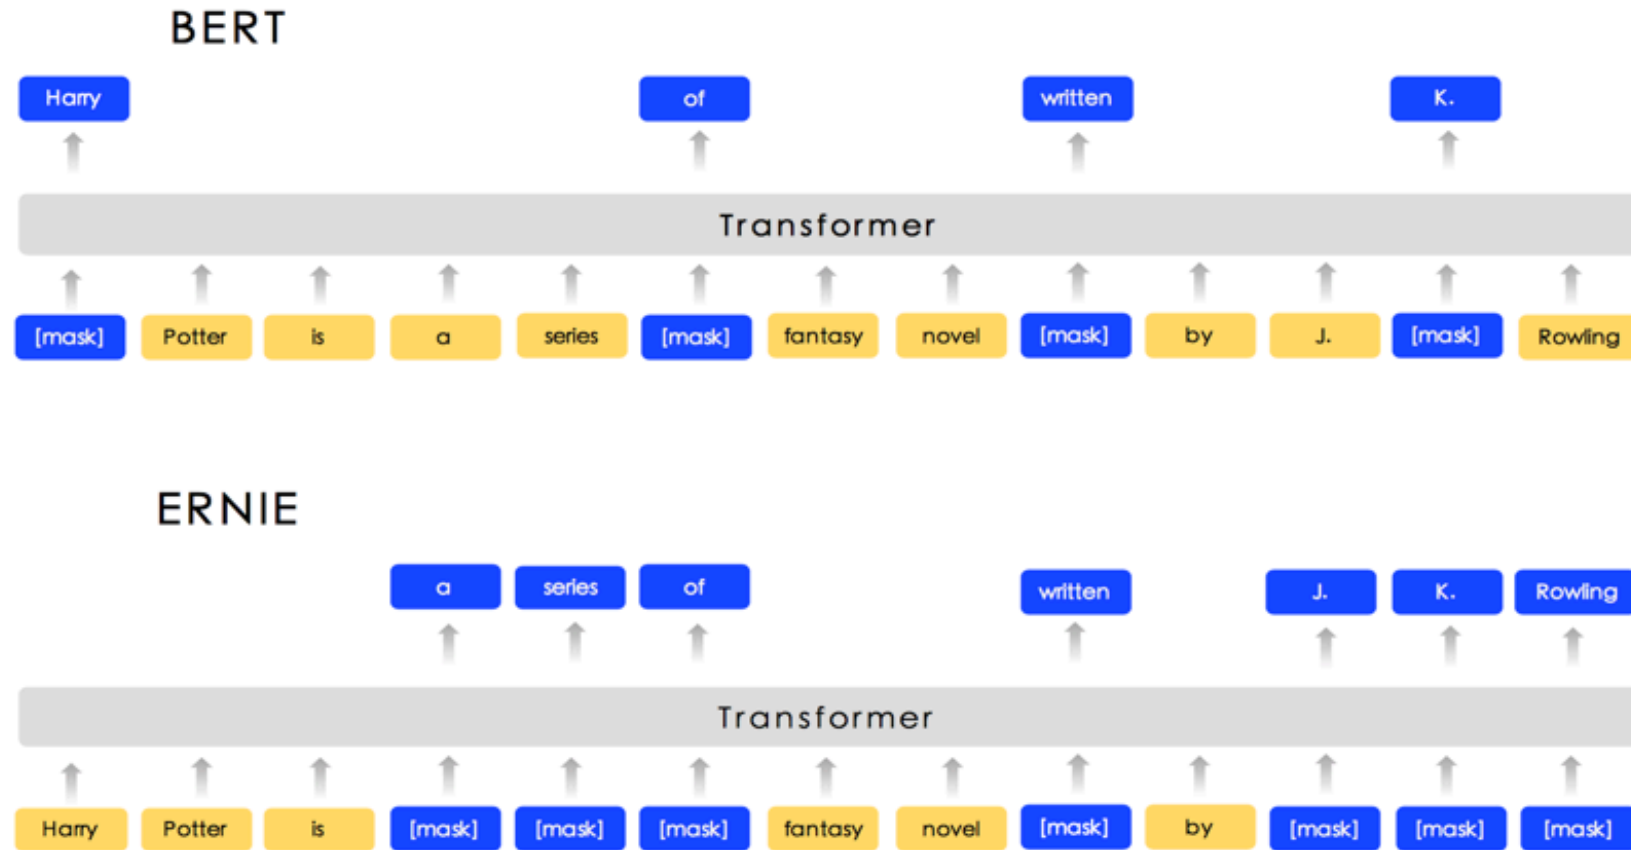 BERT
Harry of written K.
Transformer
[mask] Potter is a series [mask] fantasy novel [mask] by J. [mask] Rowling
ERNIE
a series of written J. K. Rowling
Transformer
Harry Potter is [mask] [mask] [mask] fantasy novel [mask] by [mask] [mask] [mask]